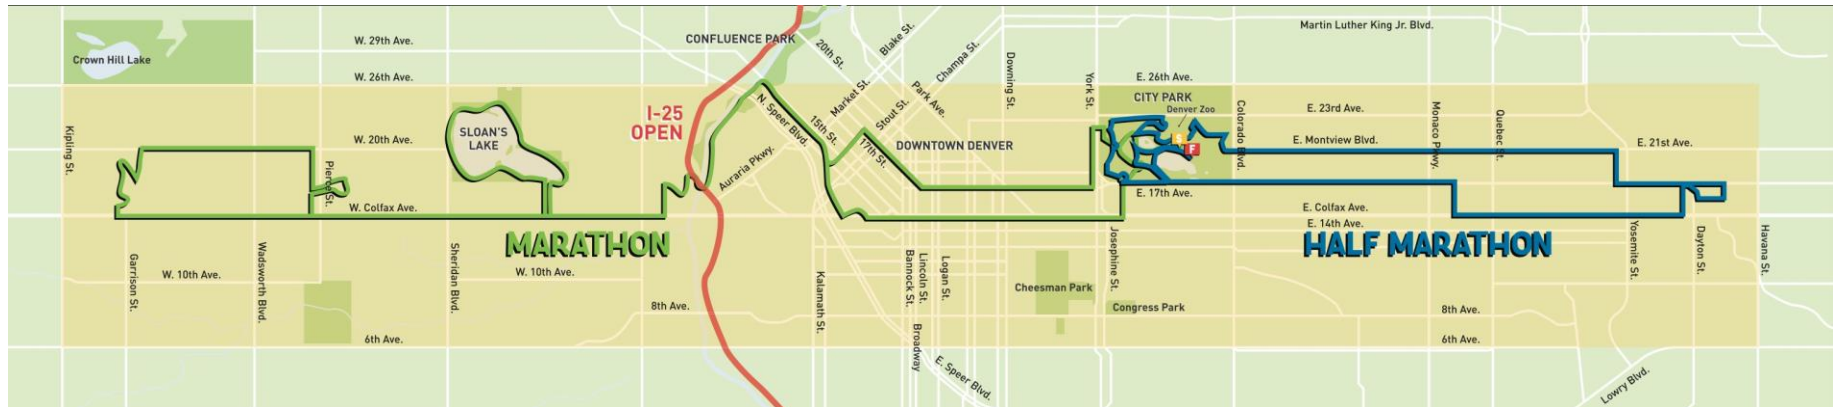 Martin Luther King Jr. Blvd.
CONFLUENCE PARK
W. 29th Ave.
20th St.
Blake St.
Champa St.
Crown Hill Lake
W. 26th Ave.
Downing St.
York St.
E. 26th Ave.
Market St.
Park Ave.
CITY PARK
Denver Zoo
I-25
OPEN
N. Speer Blvd.
15th St.
Stout St.
17th St.
Colorado Blvd.
E. 23rd Ave.
Monaco Pkwy.
Quebec St.
Kipling St.
W. 20th Ave.
SLOAN'S
LAKE
DOWNTOWN DENVER
S
F
E. Montview Blvd.
E. 21st Ave.
Pierce St.
Auraria Pkwy.
E. 17th Ave.
W. Colfax Ave.
E. Colfax Ave.
E. 14th Ave.
MARATHON
HALF MARATHON
Garrison St.
Wadsworth Blvd.
Sheridan Blvd.
W. 10th Ave.
W. 10th Ave.
Kalamath St.
Bannock St.
Lincoln St.
Logan St.
Josephine St.
Yosemite St.
Dayton St.
Havana St.
Cheesman Park
Congress Park
8th Ave.
8th Ave.
6th Ave.
Broadway
6th Ave.
E. Speer Blvd.
Lowry Blvd.